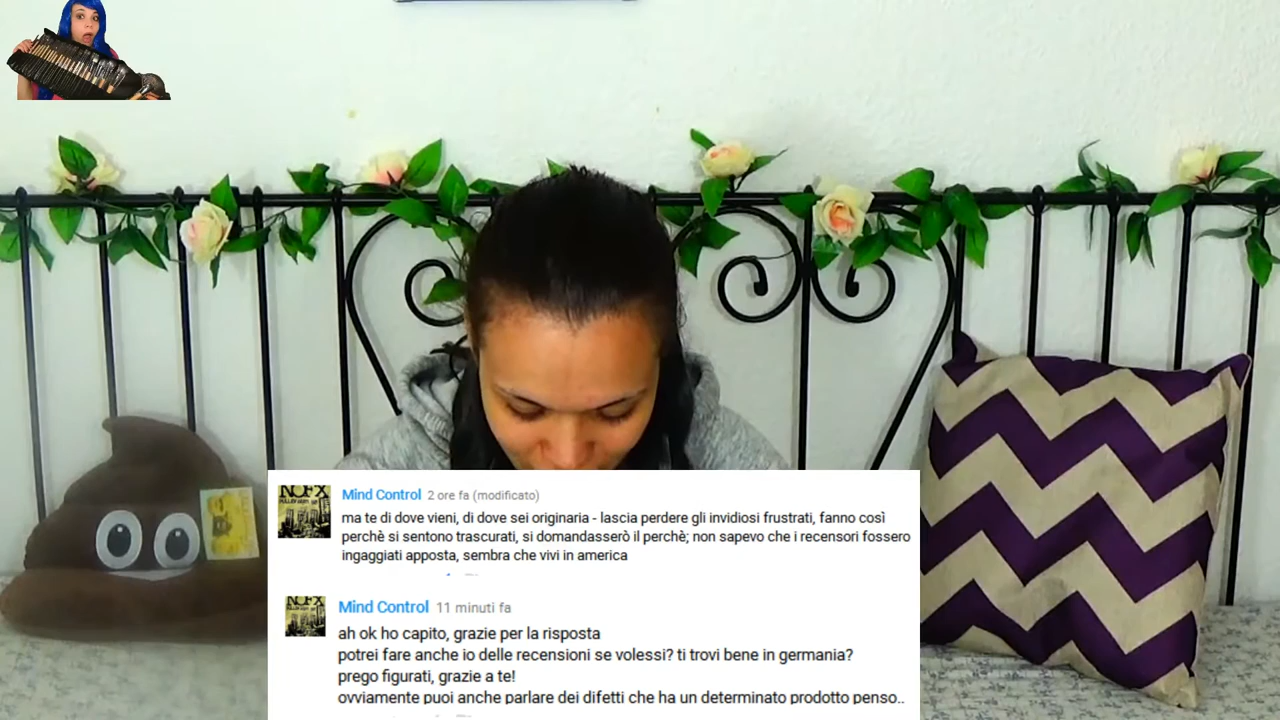 NOFX
Mind Control 2 ore fa (modificato)
ma te di dove vieni, di dove sei originaria - lascia perdere gli invidiosi frustrati, fanno così
perchè si sentono trascurati, si domandasserò il perchè; non sapevo che i recensori fossero
ingaggiati apposta, sembra che vivi in america
NOFX
Mind Control 11 minuti fa
ah ok ho capito, grazie per la risposta
potrei fare anche io delle recensioni se volessi? ti trovi bene in germania?
prego figurati, grazie a te!
ovviamente puoi anche parlare dei difetti che ha un determinato prodotto penso..